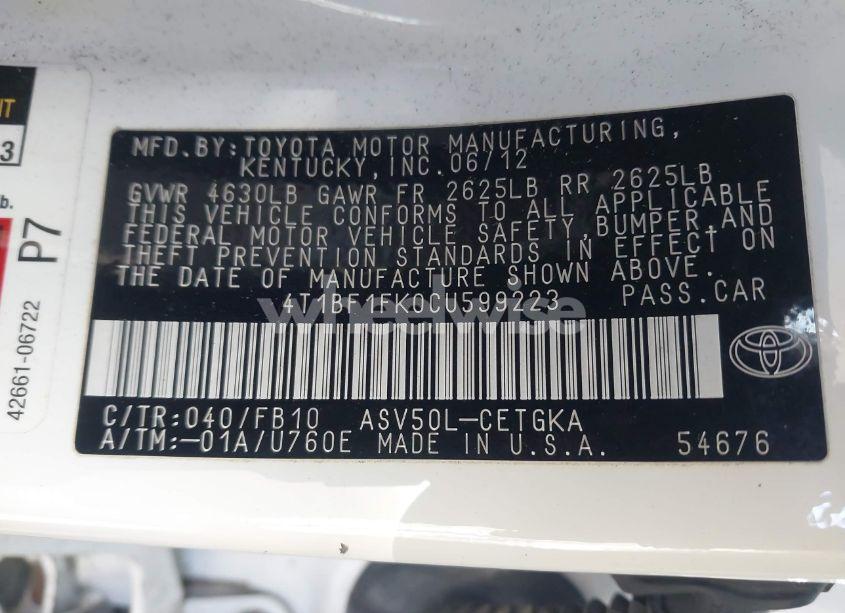 IT
3
b.
P7
42661-06722
MFD.BY:TOYOTA MOTOR MANUFACTURING,
KENTUCKY,INC.06/12
GVWR 4630LB GAWR FR 2625LB RR 2625LB
THIS VEHICLE CONFORMS TO ALL APPLICABLE
FEDERAL MOTOR VEHICLE SAFETY,BUMPER,AND
THEFT PREVENTION STANDARDS IN EFFECT ON
THE DATE OF MANUFACTURE SHOWN ABOVE.
4T1BF1FK0CU599223 PASS.CAR
wheelwise
C/TR:040/FB10 ASV50L-CETGKA
A/TM:-01A/U760E MADE IN U.S.A. 54676